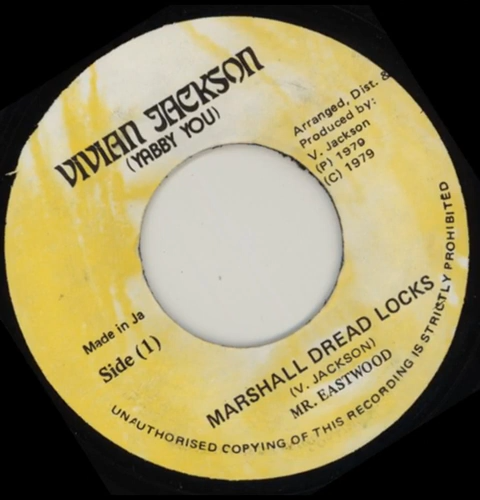 VIVIAN JACKSON
(YABBY YOU)
Arranged, Dist. &
Produced by:
V. Jackson
(P) 1979
(C) 1979
Made in Ja
Side (1)
MARSHALL DREAD LOCKS
(V. JACKSON)
MR. EASTWOOD
UNAUTHORISED COPYING OF THIS RECORDING IS STRICTLY PROHIBITED